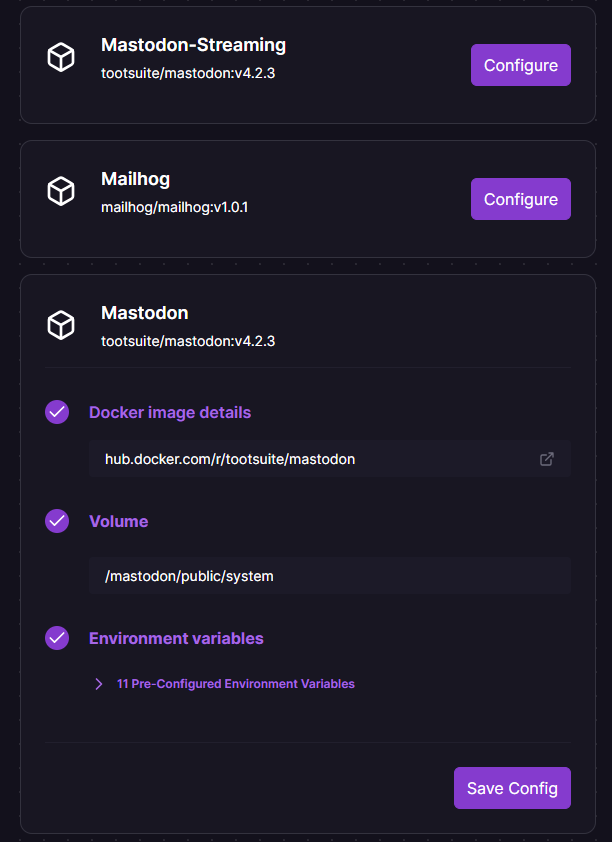 Mastodon-Streaming
tootsuite/mastodon:v4.2.3
Configure
Mailhog
mailhog/mailhog:v1.0.1
Configure
Mastodon
tootsuite/mastodon:v4.2.3
Docker image details
hub.docker.com/r/tootsuite/mastodon
Volume
/mastodon/public/system
Environment variables
11 Pre-Configured Environment Variables
Save Config